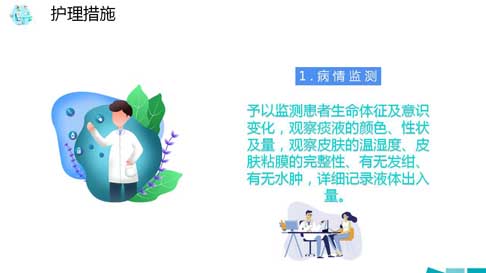 护理措施
1.病情监测
予以监测患者生命体征及意识
变化，观察痰液的颜色、性状
及量，观察皮肤的温湿度、皮
肤粘膜的完整性、有无发绀、
有无水肿，详细记录液体出入
量。